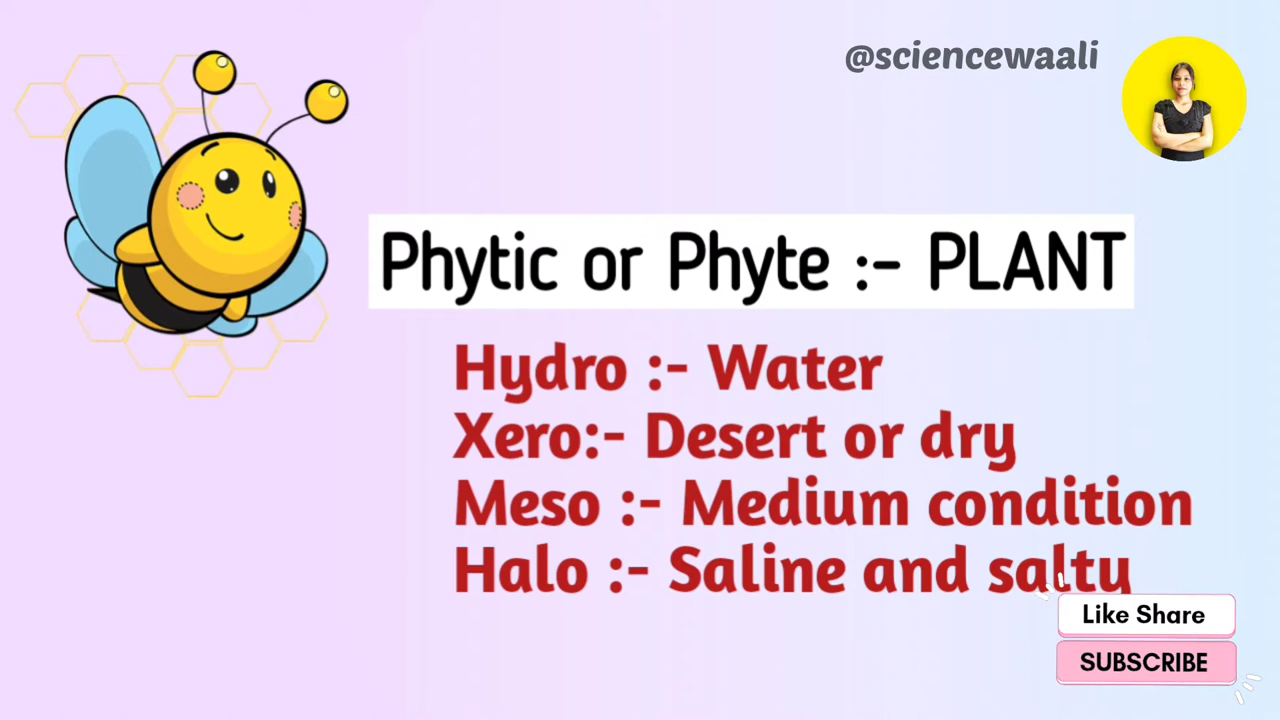 @sciencewaali
Phytic or Phyte :- PLANT
Hydro :- Water
Xero:- Desert or dry
Meso :- Medium condition
Halo :- Saline and salty
Like Share
SUBSCRIBE